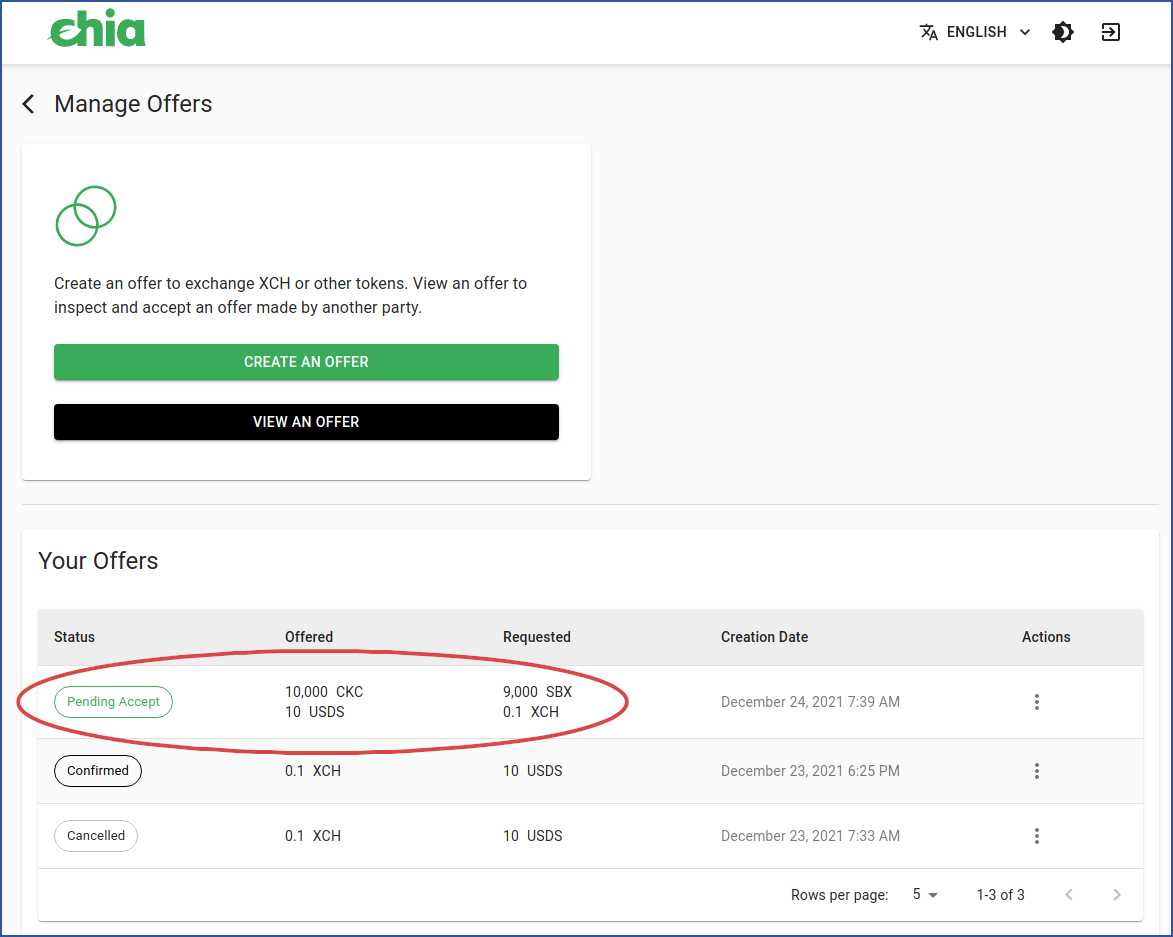 chia
ENGLISH
Manage Offers
Create an offer to exchange XCH or other tokens. View an offer to
inspect and accept an offer made by another party.
CREATE AN OFFER
VIEW AN OFFER
Your Offers
Status Offered Requested Creation Date Actions
Pending Accept 10,000 CKC 9,000 SBX December 24, 2021 7:39 AM
10 USDS 0.1 XCH
Confirmed 0.1 XCH 10 USDS December 23, 2021 6:25 PM
Cancelled 0.1 XCH 10 USDS December 23, 2021 7:33 AM
Rows per page: 5 1-3 of 3